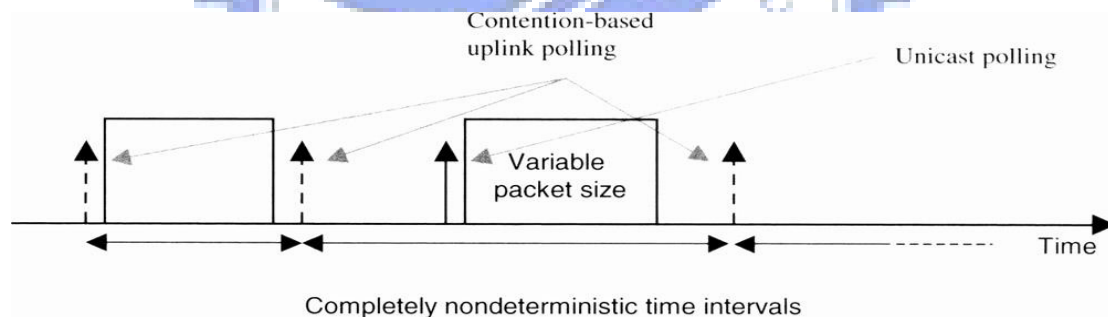 Contention-based
uplink polling
Unicast polling
Variable
packet size
Time
Completely nondeterministic time intervals